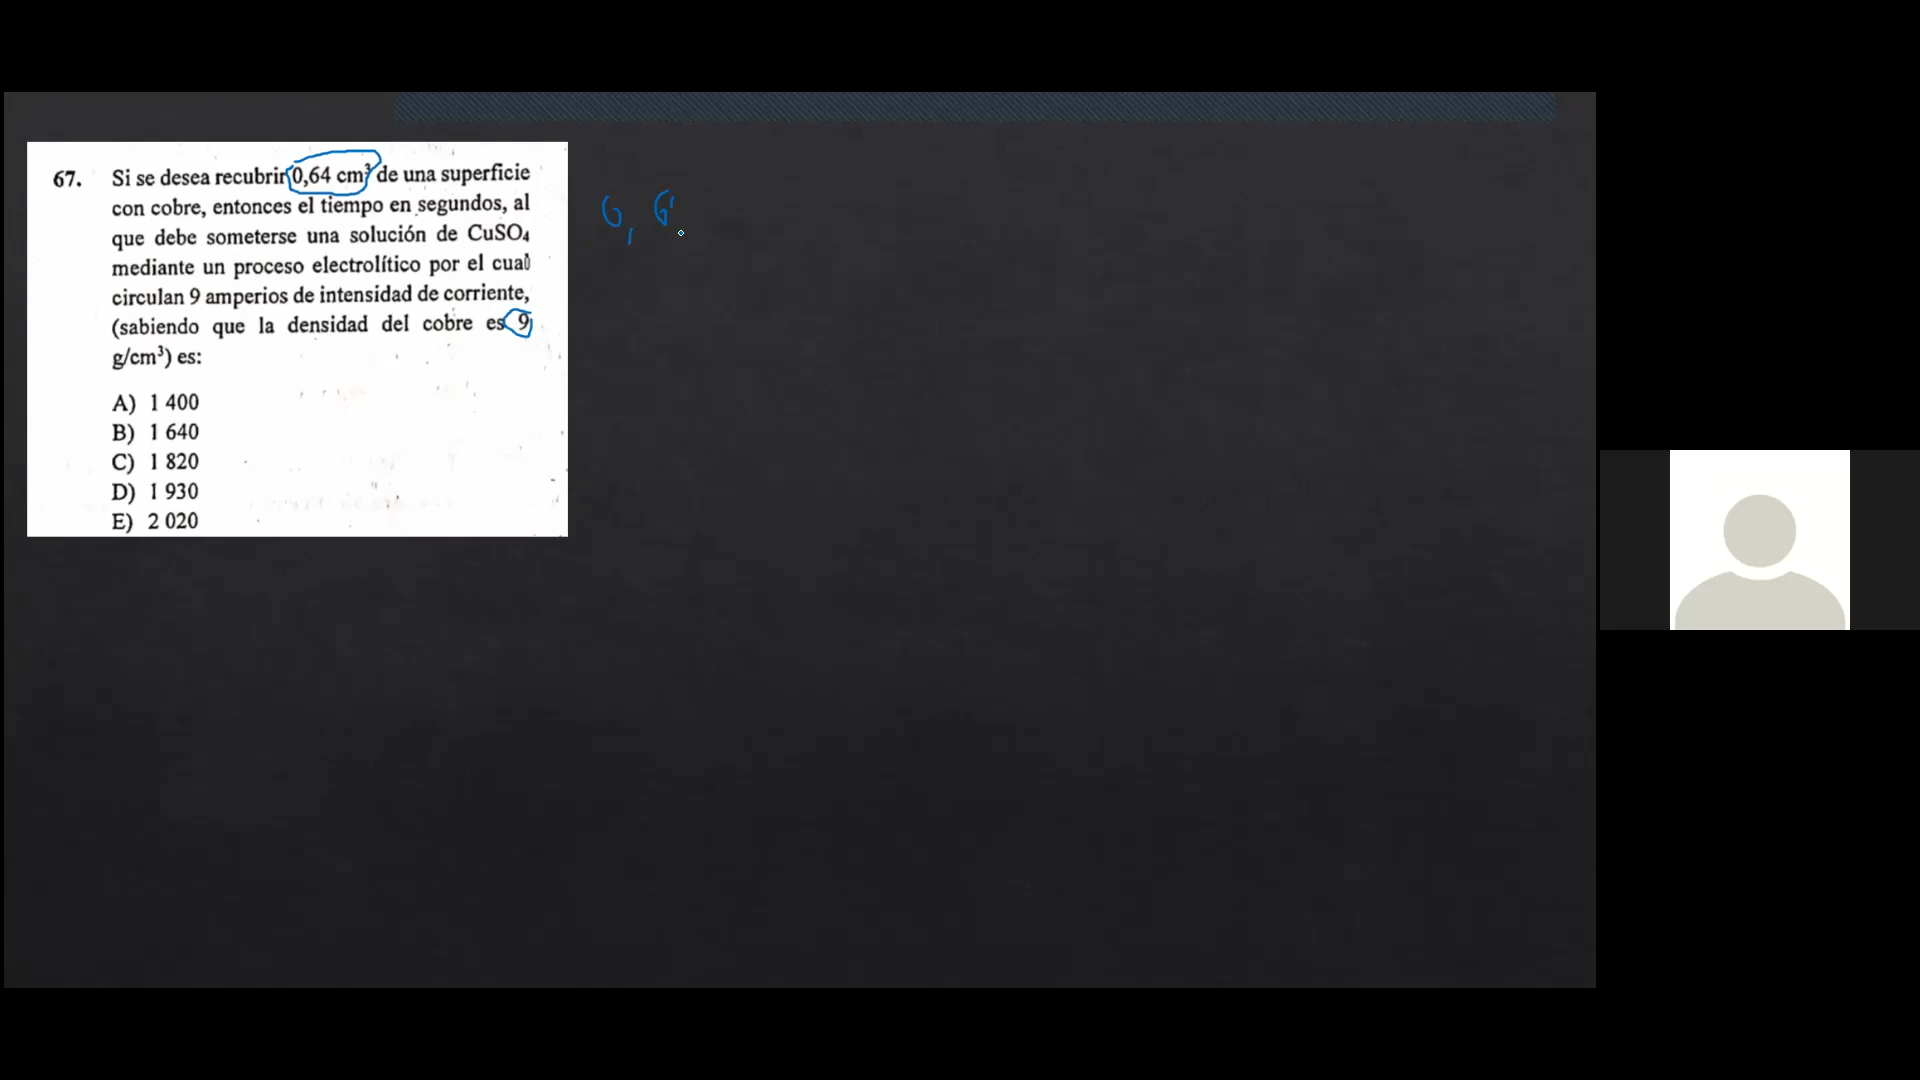 67. Si se desea recubrir 0,64 cm³ de una superficie
con cobre, entonces el tiempo en segundos, al
que debe someterse una solución de CuSO₄
mediante un proceso electrolítico por el cual
circulan 9 amperios de intensidad de corriente,
(sabiendo que la densidad del cobre es 9
g/cm³) es:
A) 1 400
B) 1 640
C) 1 820
D) 1 930
E) 2 020